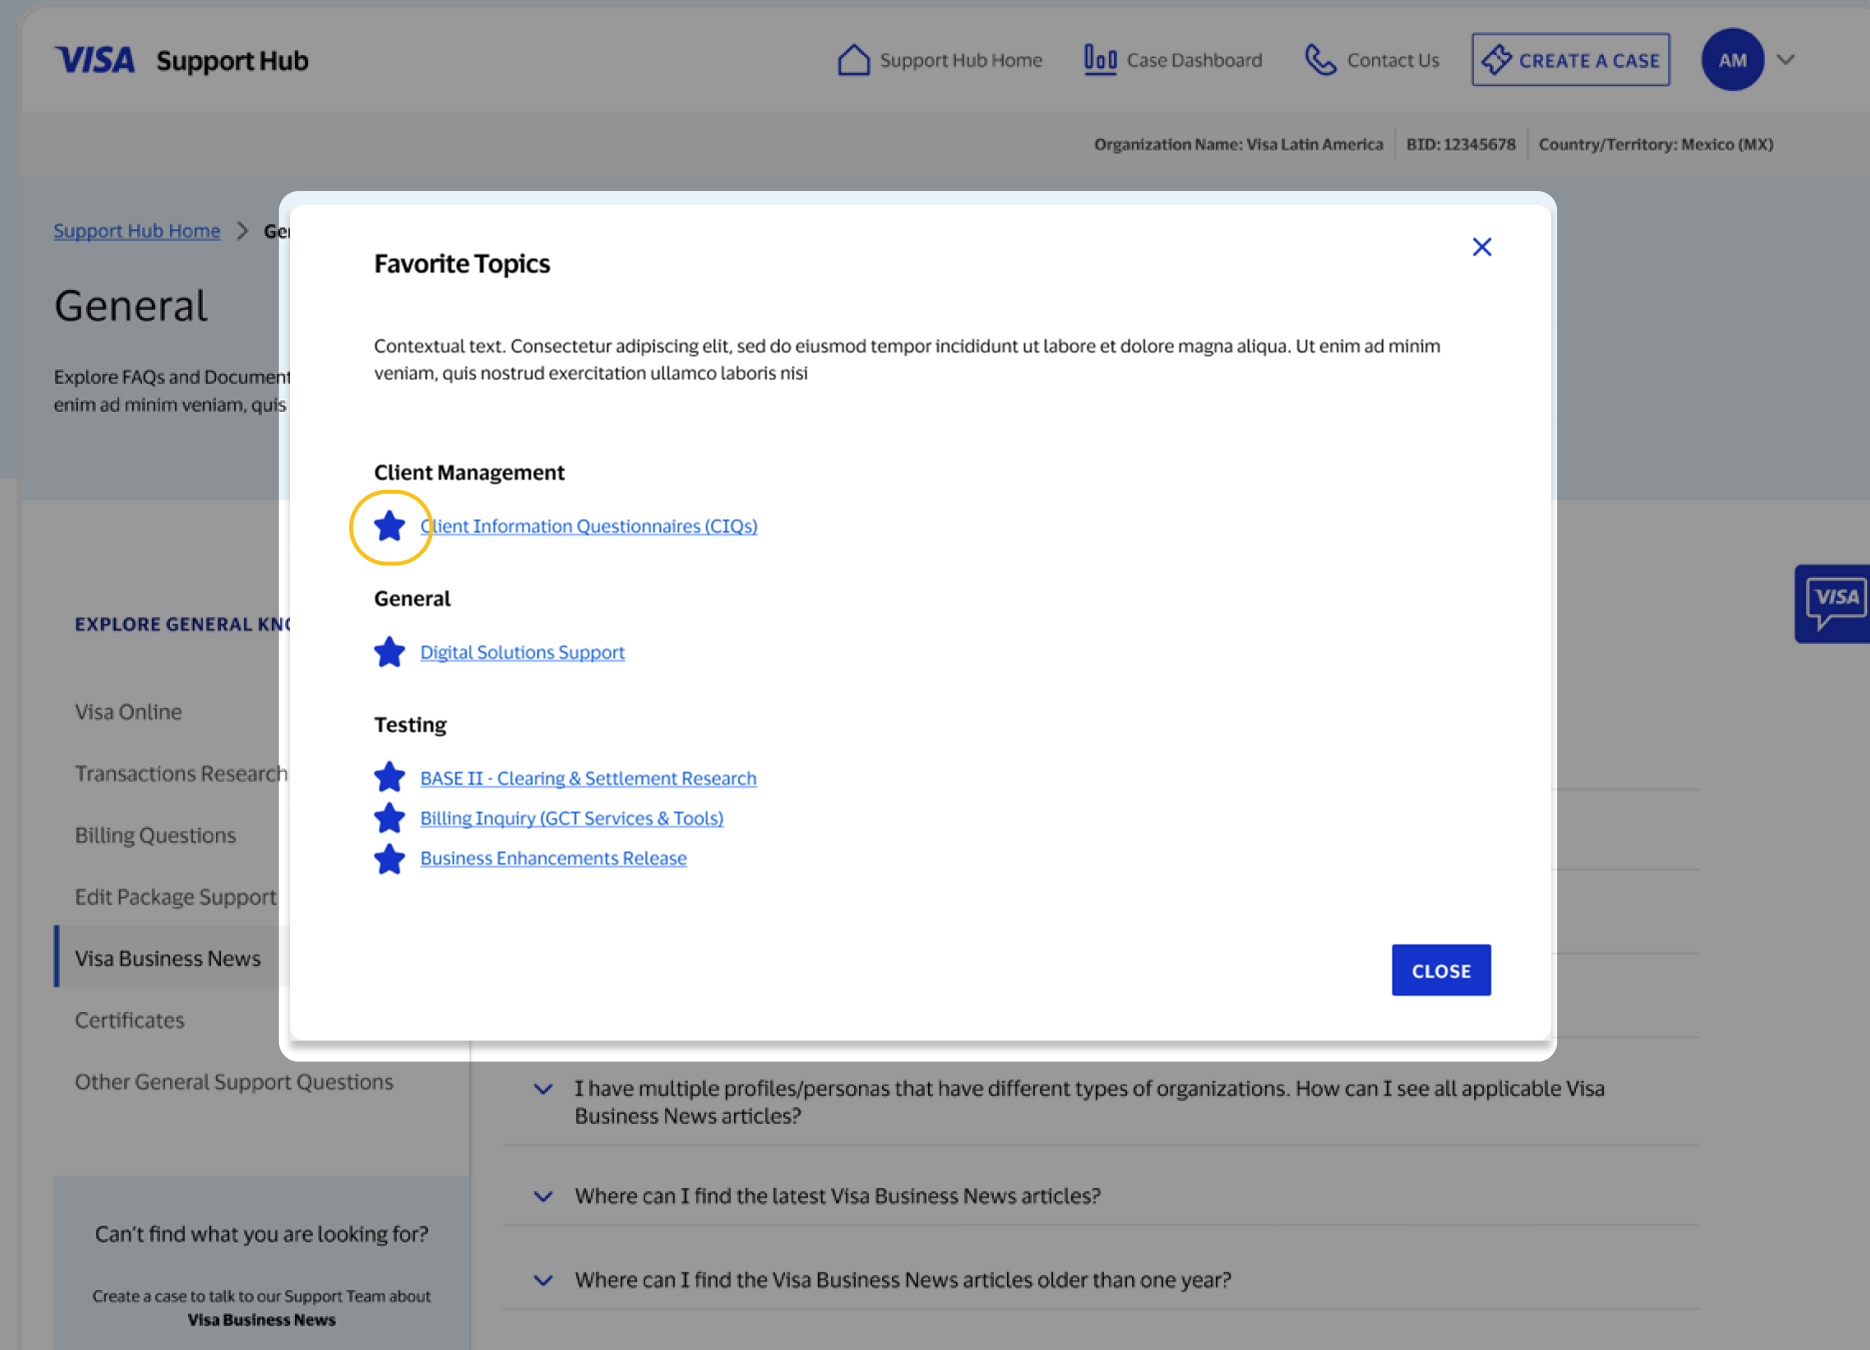 VISA Support Hub
Support Hub Home
Case Dashboard
Contact Us
CREATE A CASE
AM
Organization Name: Visa Latin America
BID: 12345678
Country/Territory: Mexico (MX)
Support Hub Home
General
Explore FAQs and Document
enim ad minim veniam, quis
Favorite Topics
Contextual text. Consectetur adipiscing elit, sed do eiusmod tempor incididunt ut labore et dolore magna aliqua. Ut enim ad minim
veniam, quis nostrud exercitation ullamco laboris nisi
Client Management
Client Information Questionnaires (CIQs)
General
Digital Solutions Support
Testing
BASE II - Clearing & Settlement Research
Billing Inquiry (GCT Services & Tools)
Business Enhancements Release
CLOSE
VISA
EXPLORE GENERAL
Visa Online
Transactions Research
Billing Questions
Edit Package Support
Visa Business News
Certificates
Other General Support Questions
Can't find what you are looking for?
Create a case to talk to our Support Team about
Visa Business News
I have multiple profiles/personas that have different types of organizations. How can I see all applicable Visa
Business News articles?
Where can I find the latest Visa Business News articles?
Where can I find the Visa Business News articles older than one year?